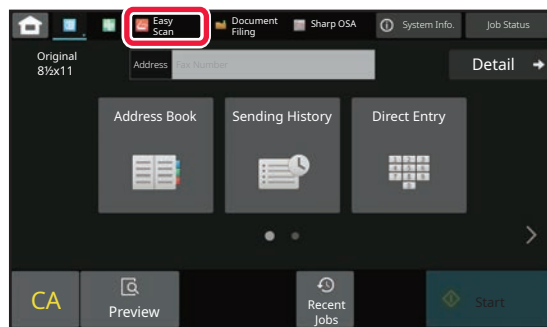 Easy
Scan
Document
Filing
Sharp OSA
System Info.
Job Status
Original
8½x11
Address
Fax Number
Detail
Address Book
Sending History
Direct Entry
CA
Preview
Recent
Jobs
Start